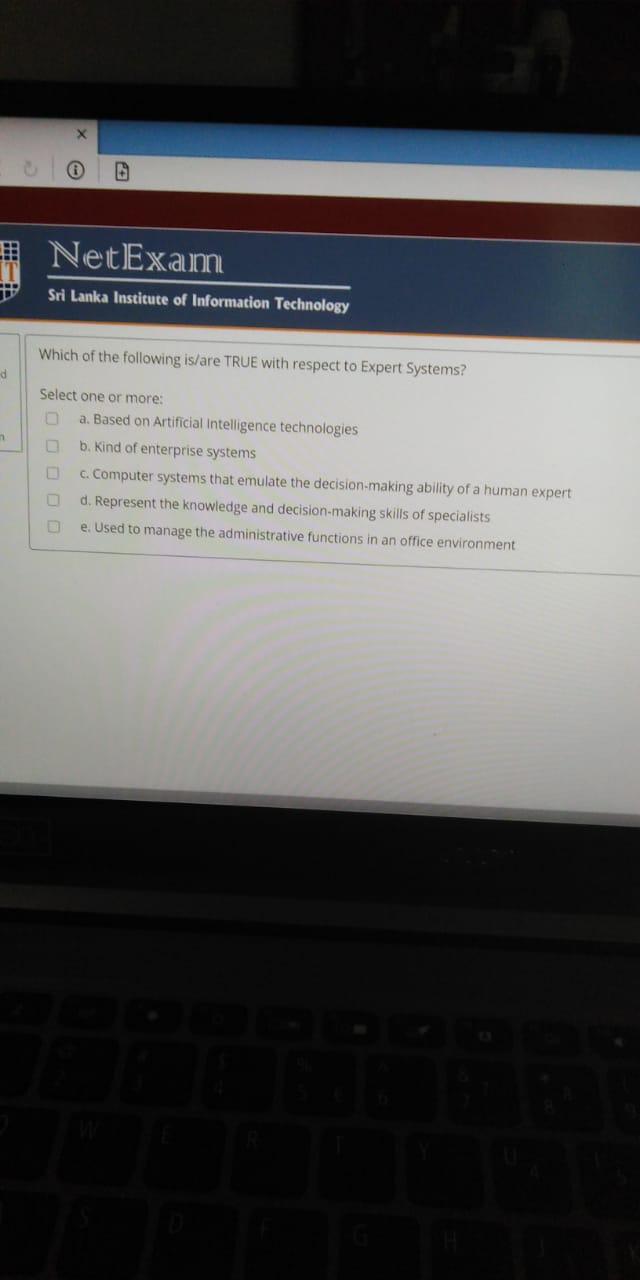 NetExam
Sri Lanka Institute of Information Technology
Which of the following is/are TRUE with respect to Expert Systems?
Select one or more:
a. Based on Artificial Intelligence technologies
b. Kind of enterprise systems
c. Computer systems that emulate the decision-making ability of a human expert
d. Represent the knowledge and decision-making skills of specialists
e. Used to manage the administrative functions in an office environment
W E R T Y U
S D F G H J